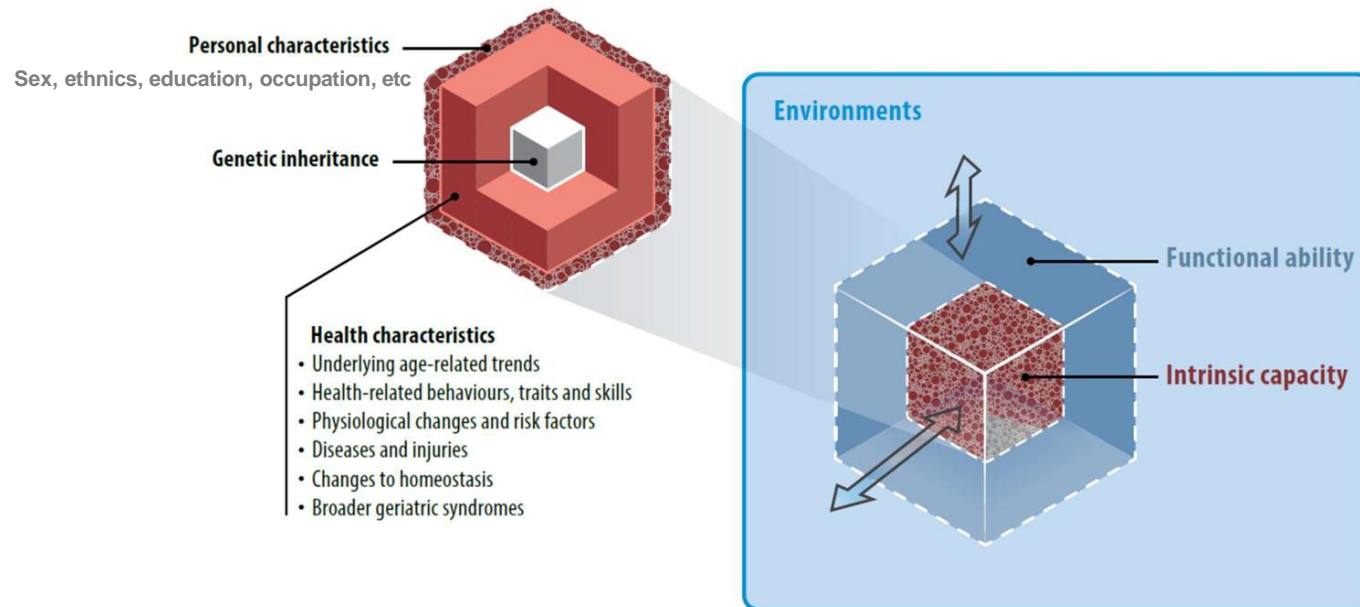 Personal characteristics
Sex, ethnics, education, occupation, etc
Genetic inheritance
Health characteristics
• Underlying age-related trends
• Health-related behaviours, traits and skills
• Physiological changes and risk factors
• Diseases and injuries
• Changes to homeostasis
• Broader geriatric syndromes
Environments
Functional ability
Intrinsic capacity